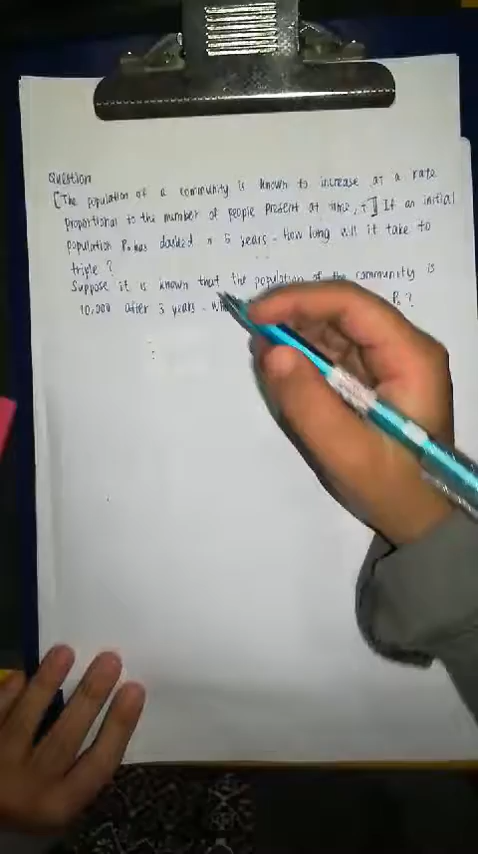 Question
[The population of a community is known to increase at a rate
proportional to the number of people present at time, t] If an initial
population P₀ has doubled in 5 years. How long will it take to
triple ?
Suppose it is known that the population of the community is
10,000 after 3 years. P₀ ?